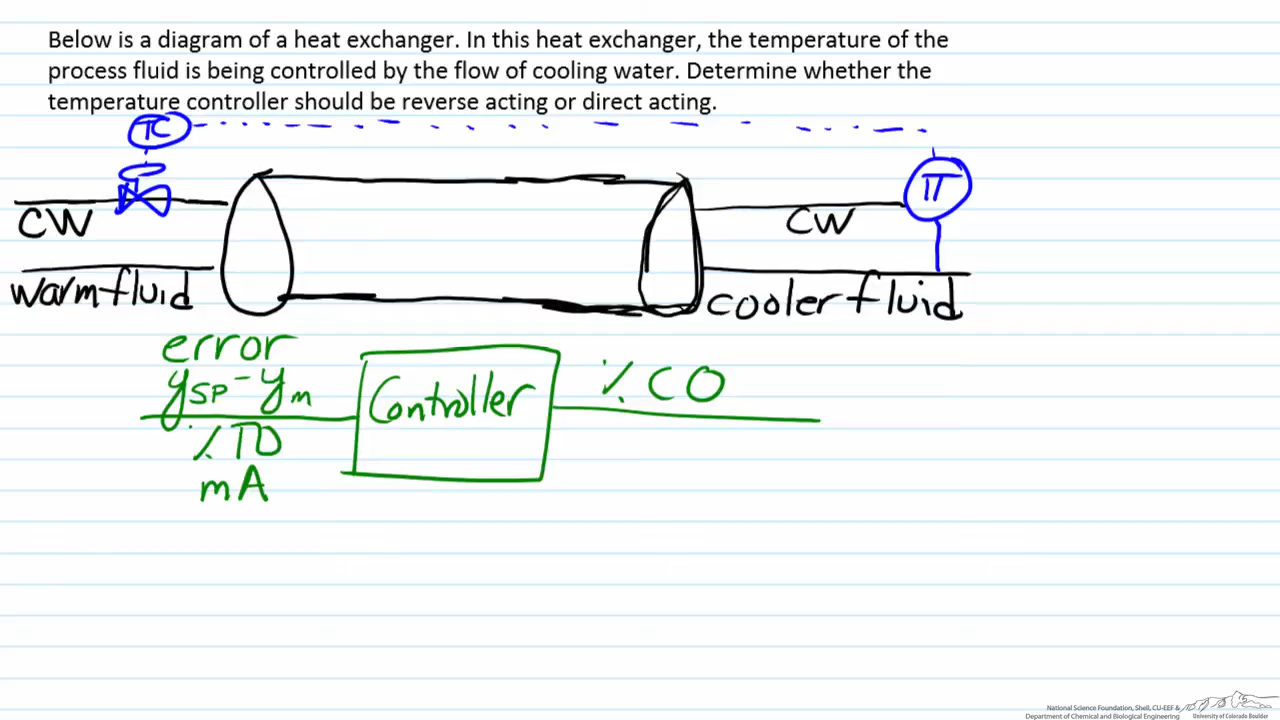 Below is a diagram of a heat exchanger. In this heat exchanger, the temperature of the
process fluid is being controlled by the flow of cooling water. Determine whether the
temperature controller should be reverse acting or direct acting.
TC
TT
CW
CW
warm fluid
cooler fluid
error
ysp - ym
Controller
% CO
% TO
mA
National Science Foundation, Shell, CU-EEF &
Department of Chemical and Biological Engineering
University of Colorado Boulder